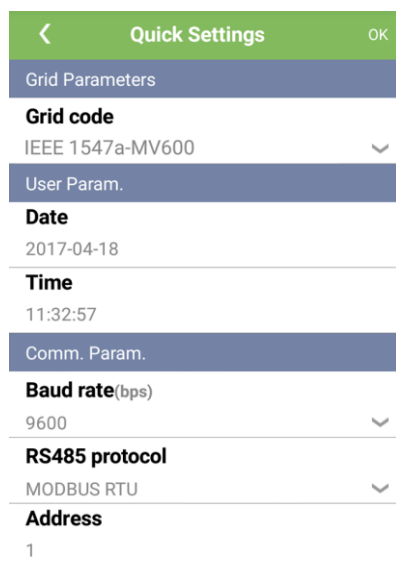 Quick Settings OK
Grid Parameters
Grid code
IEEE 1547a-MV600
User Param.
Date
2017-04-18
Time
11:32:57
Comm. Param.
Baud rate(bps)
9600
RS485 protocol
MODBUS RTU
Address
1